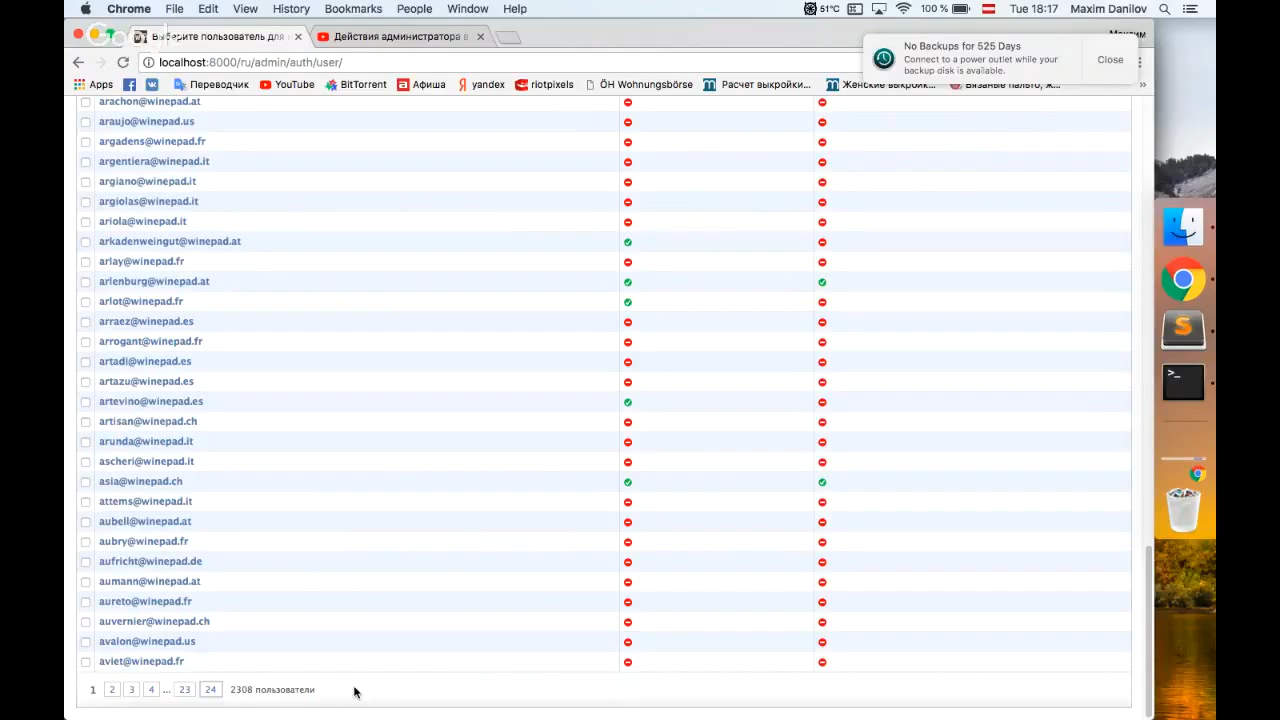 Chrome File Edit View History Bookmarks People Window Help 51°C 100 % Tue 18:17 Maxim Danilov
Google
Выберите пользователь для
Действия администратора в
Максим
localhost:8000/ru/admin/auth/user/
No Backups for 525 Days
Connect to a power outlet while your
backup disk is available.
Close
Apps Переводчик YouTube BitTorrent Афиша yandex riotpixels ÖH Wohnungsbörse Расчет выкройки... Женские выкройк... Вязаные пальто, ж... »
arachon@winepad.at
araujo@winepad.us
argadens@winepad.fr
argentiera@winepad.it
argiano@winepad.it
argiolas@winepad.it
ariola@winepad.it
arkadenweingut@winepad.at
arlay@winepad.fr
arlenburg@winepad.at
arlot@winepad.fr
arraez@winepad.es
arrogant@winepad.fr
artadi@winepad.es
artazu@winepad.es
artevino@winepad.es
artisan@winepad.ch
arunda@winepad.it
ascheri@winepad.it
asia@winepad.ch
attems@winepad.it
aubell@winepad.at
aubry@winepad.fr
aufricht@winepad.de
aumann@winepad.at
aureto@winepad.fr
auvernier@winepad.ch
avalon@winepad.us
aviet@winepad.fr
1 2 3 4 ... 23 24 2308 пользователи